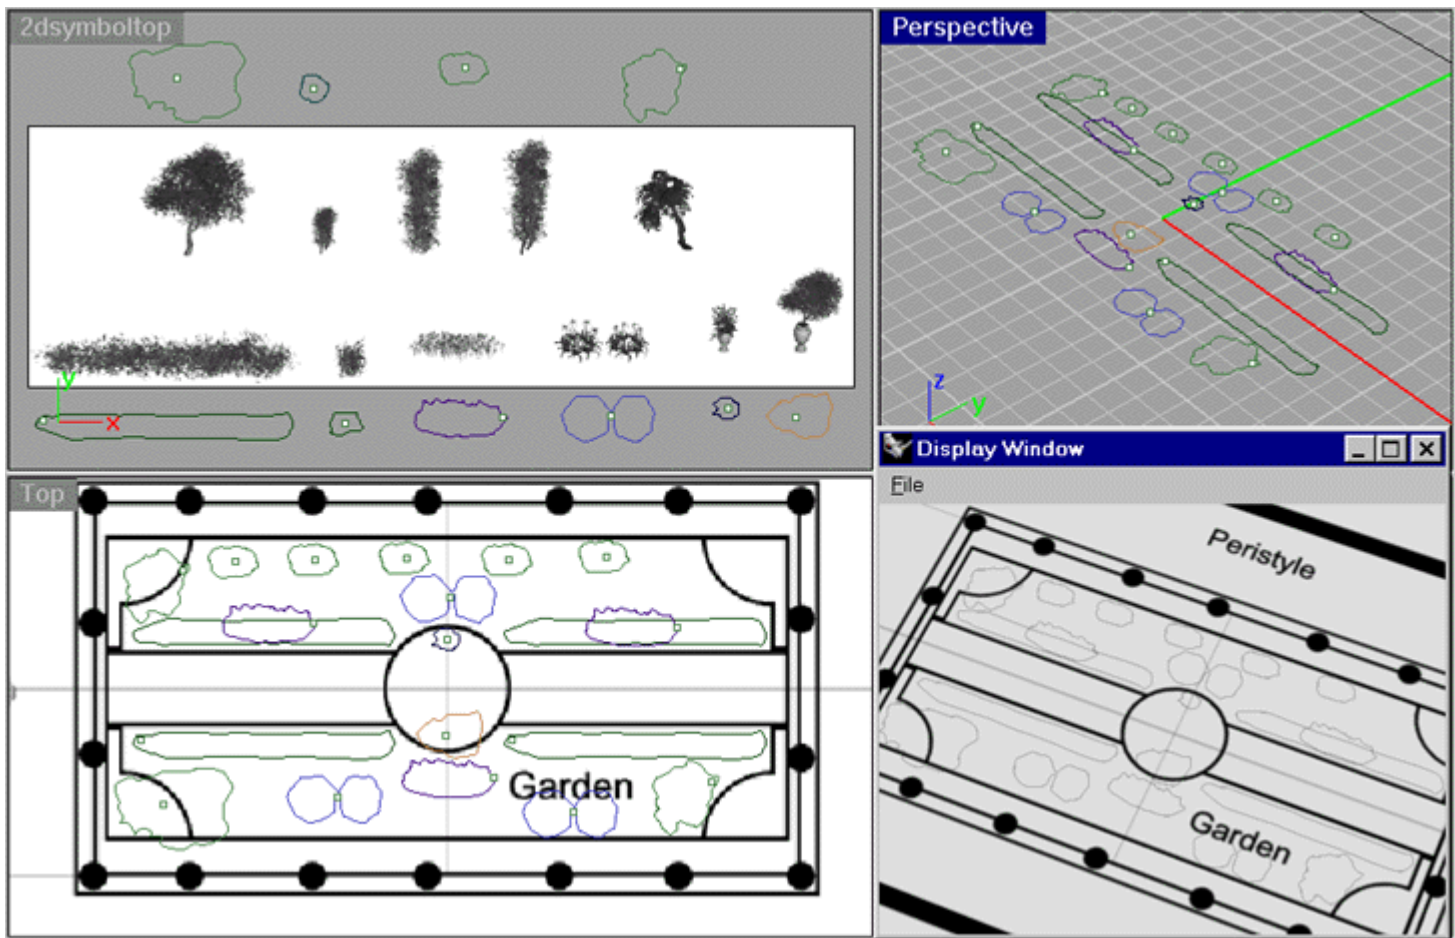 2dsymboltop
Perspective
y
x
z
y
Display Window
File
Top
Peristyle
Garden
Garden